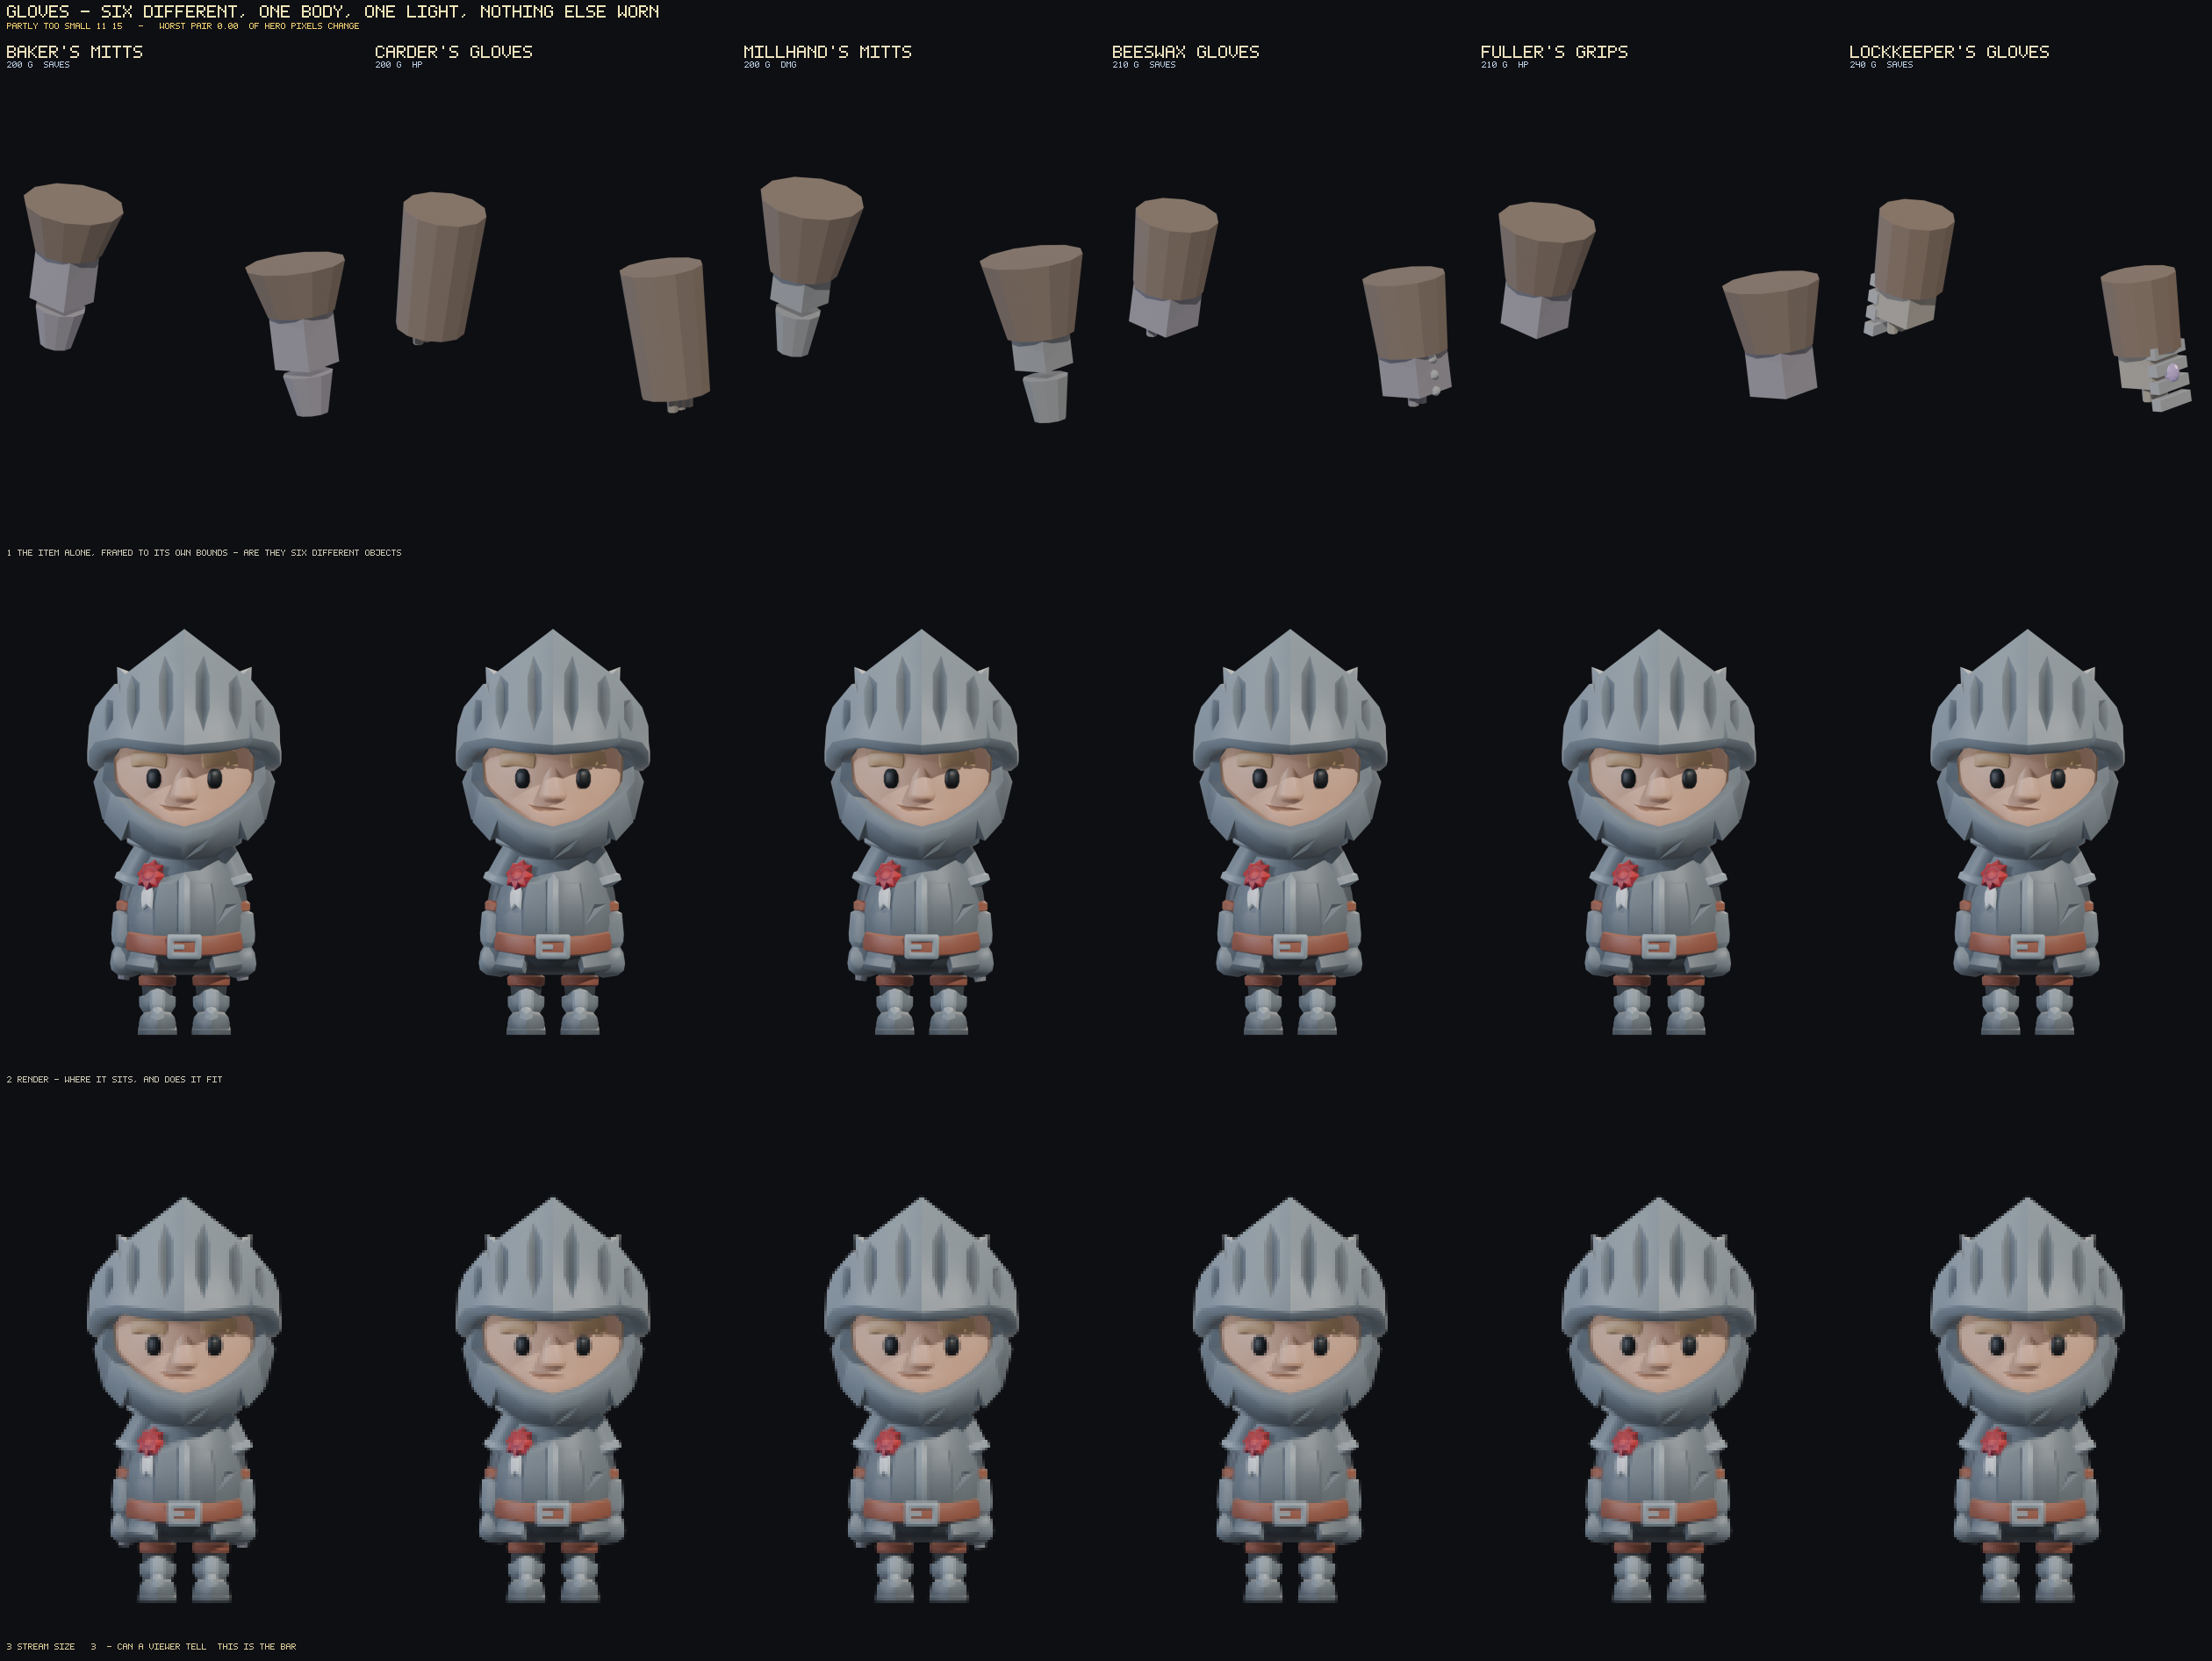 GLOVES – SIX DIFFERENT, ONE BODY, ONE LIGHT, NOTHING ELSE WORN
PARTLY TOO SMALL 11 15 – WORST PAIR 0.00 OF HERO PIXELS CHANGE
BAKER'S MITTS
200 G SAVES
CARDER'S GLOVES
200 G HP
MILLHAND'S MITTS
200 G DMG
BEESWAX GLOVES
210 G SAVES
FULLER'S GRIPS
210 G HP
LOCKKEEPER'S GLOVES
240 G SAVES
1 THE ITEM ALONE, FRAMED TO ITS OWN BOUNDS – ARE THEY SIX DIFFERENT OBJECTS
2 RENDER – WHERE IT SITS, AND DOES IT FIT
3 STREAM SIZE 3 – CAN A VIEWER TELL THIS IS THE BAR